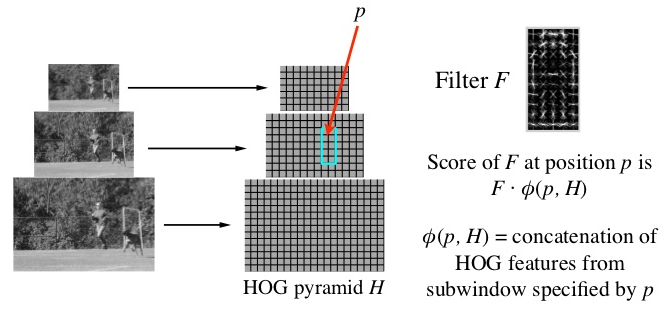 p
Filter F
Score of F at position p is
F · ϕ(p, H)
ϕ(p, H) = concatenation of
HOG features from
subwindow specified by p
HOG pyramid H